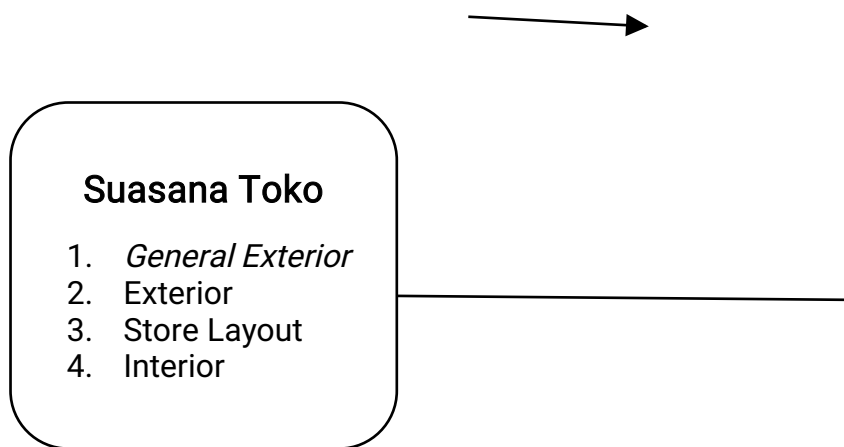 Suasana Toko
1. General Exterior
2. Exterior
3. Store Layout
4. Interior